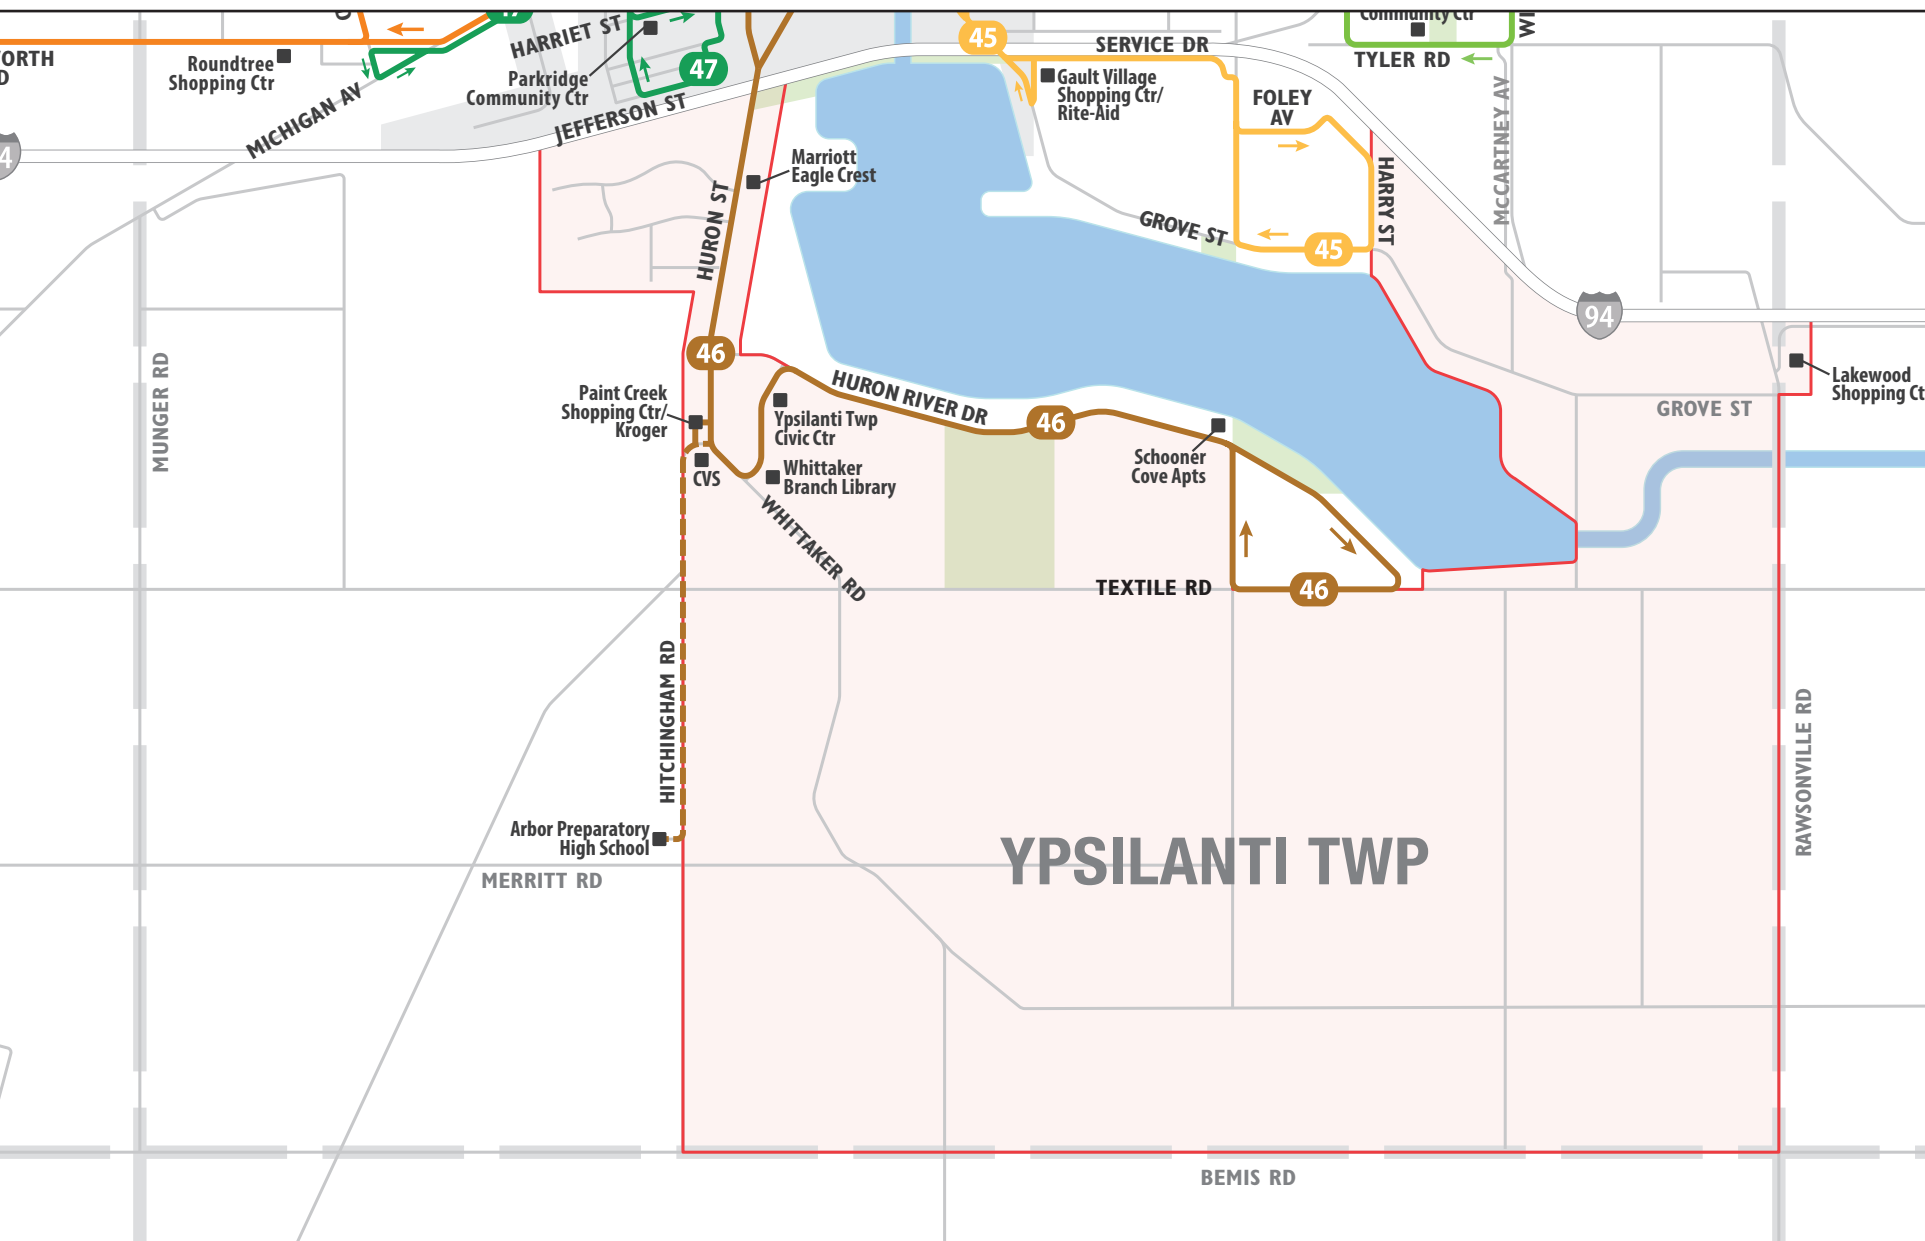 47
HARRIET ST
45
SERVICE DR
Community Ctr
TYLER RD
ORTH
D
Roundtree
Shopping Ctr
Parkridge
Community Ctr
47
Gault Village
Shopping Ctr/
Rite-Aid
FOLEY
AV
MICHIGAN AV
JEFFERSON ST
MCCARTNEY AV
4
Marriott
Eagle Crest
HURON ST
GROVE ST
HARRY ST
45
94
46
MUNGER RD
Paint Creek
Shopping Ctr/
Kroger
HURON RIVER DR
46
Ypsilanti Twp
Civic Ctr
Lakewood
Shopping Ct
GROVE ST
CVS
Whittaker
Branch Library
Schooner
Cove Apts
WHITTAKER RD
TEXTILE RD
46
HITCHINGHAM RD
RAWSONVILLE RD
Arbor Preparatory
High School
YPSILANTI TWP
MERRITT RD
BEMIS RD